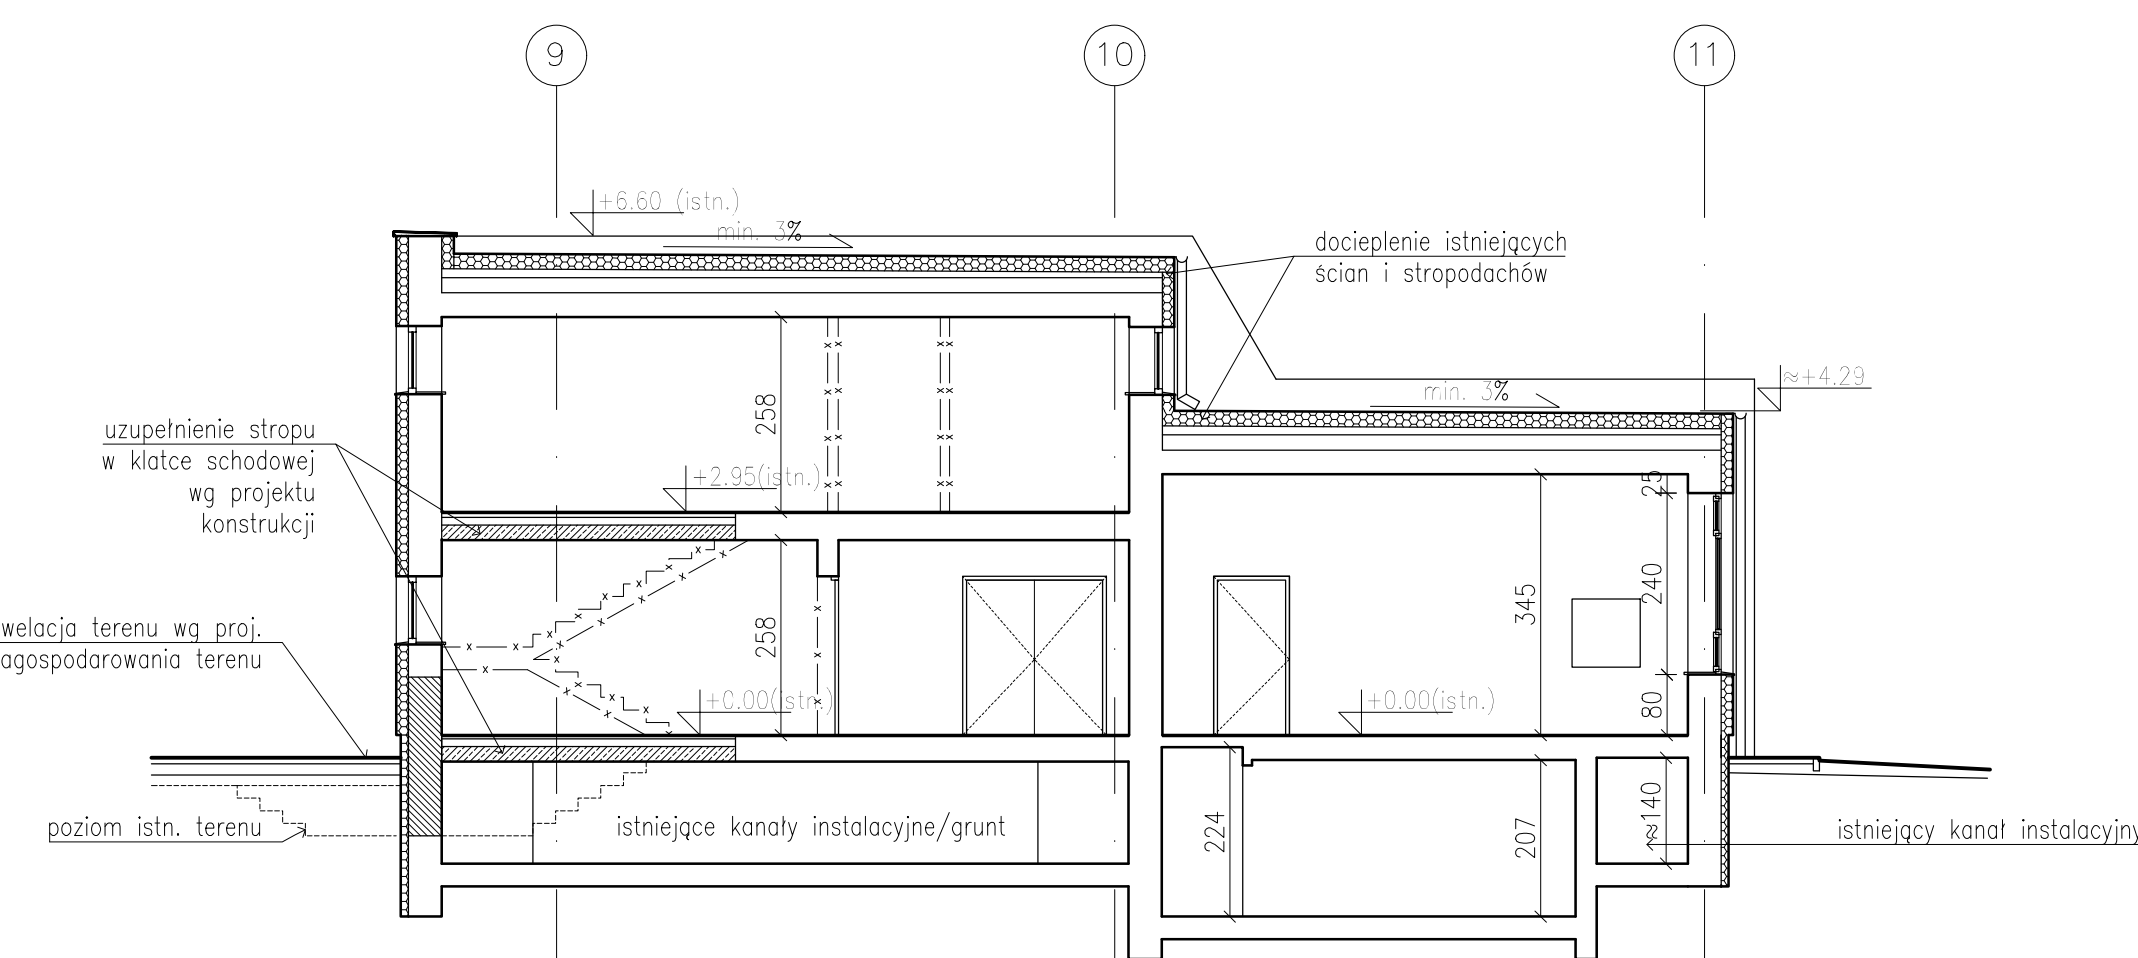 9
10
11
+6.60 (istn.)
min. 3%
docieplenie istniejących
ścian i stropodachów
min. 3%
≈+4.29
258
uzupełnienie stropu
w klatce schodowej
wg projektu
konstrukcji
+2.95(istn.)
25
240
345
258
welacja terenu wg proj.
agospodarowania terenu
+0.00(istn.)
+0.00(istn.)
80
poziom istn. terenu
istniejące kanały instalacyjne/grunt
224
207
≈140
istniejący kanał instalacyjny